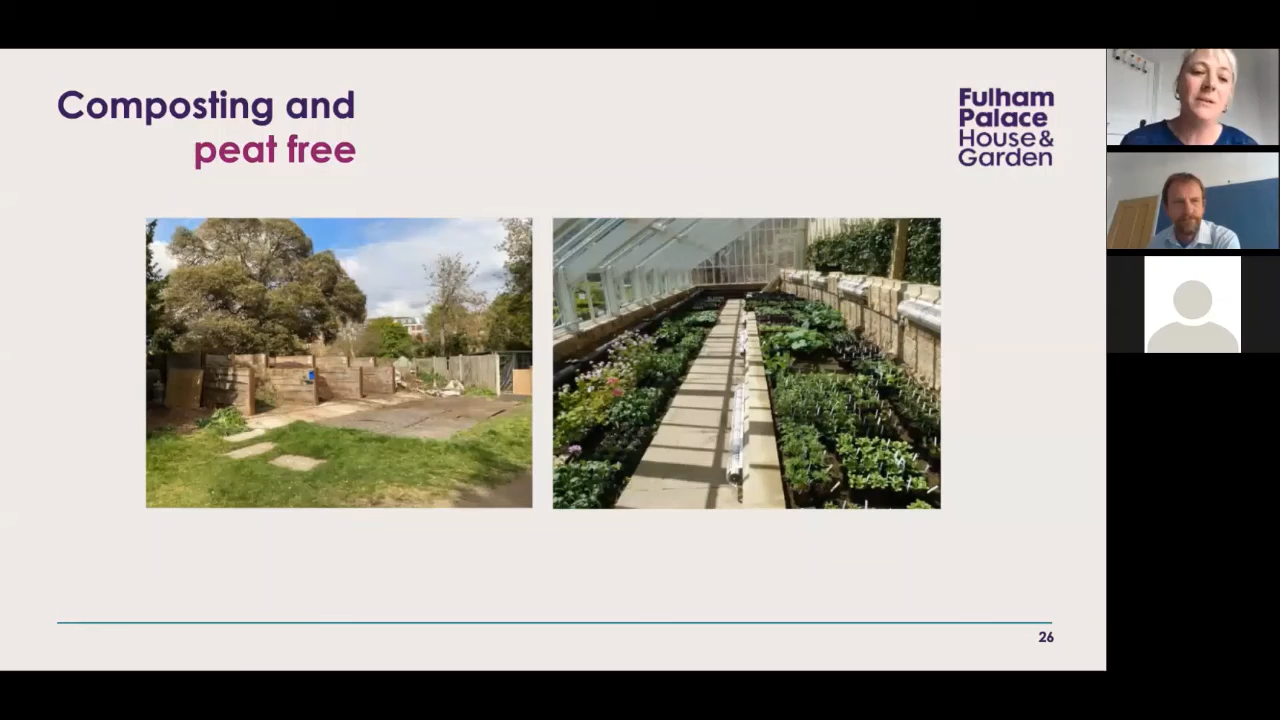 Composting and
peat free
Fulham
Palace
House &
Garden
26